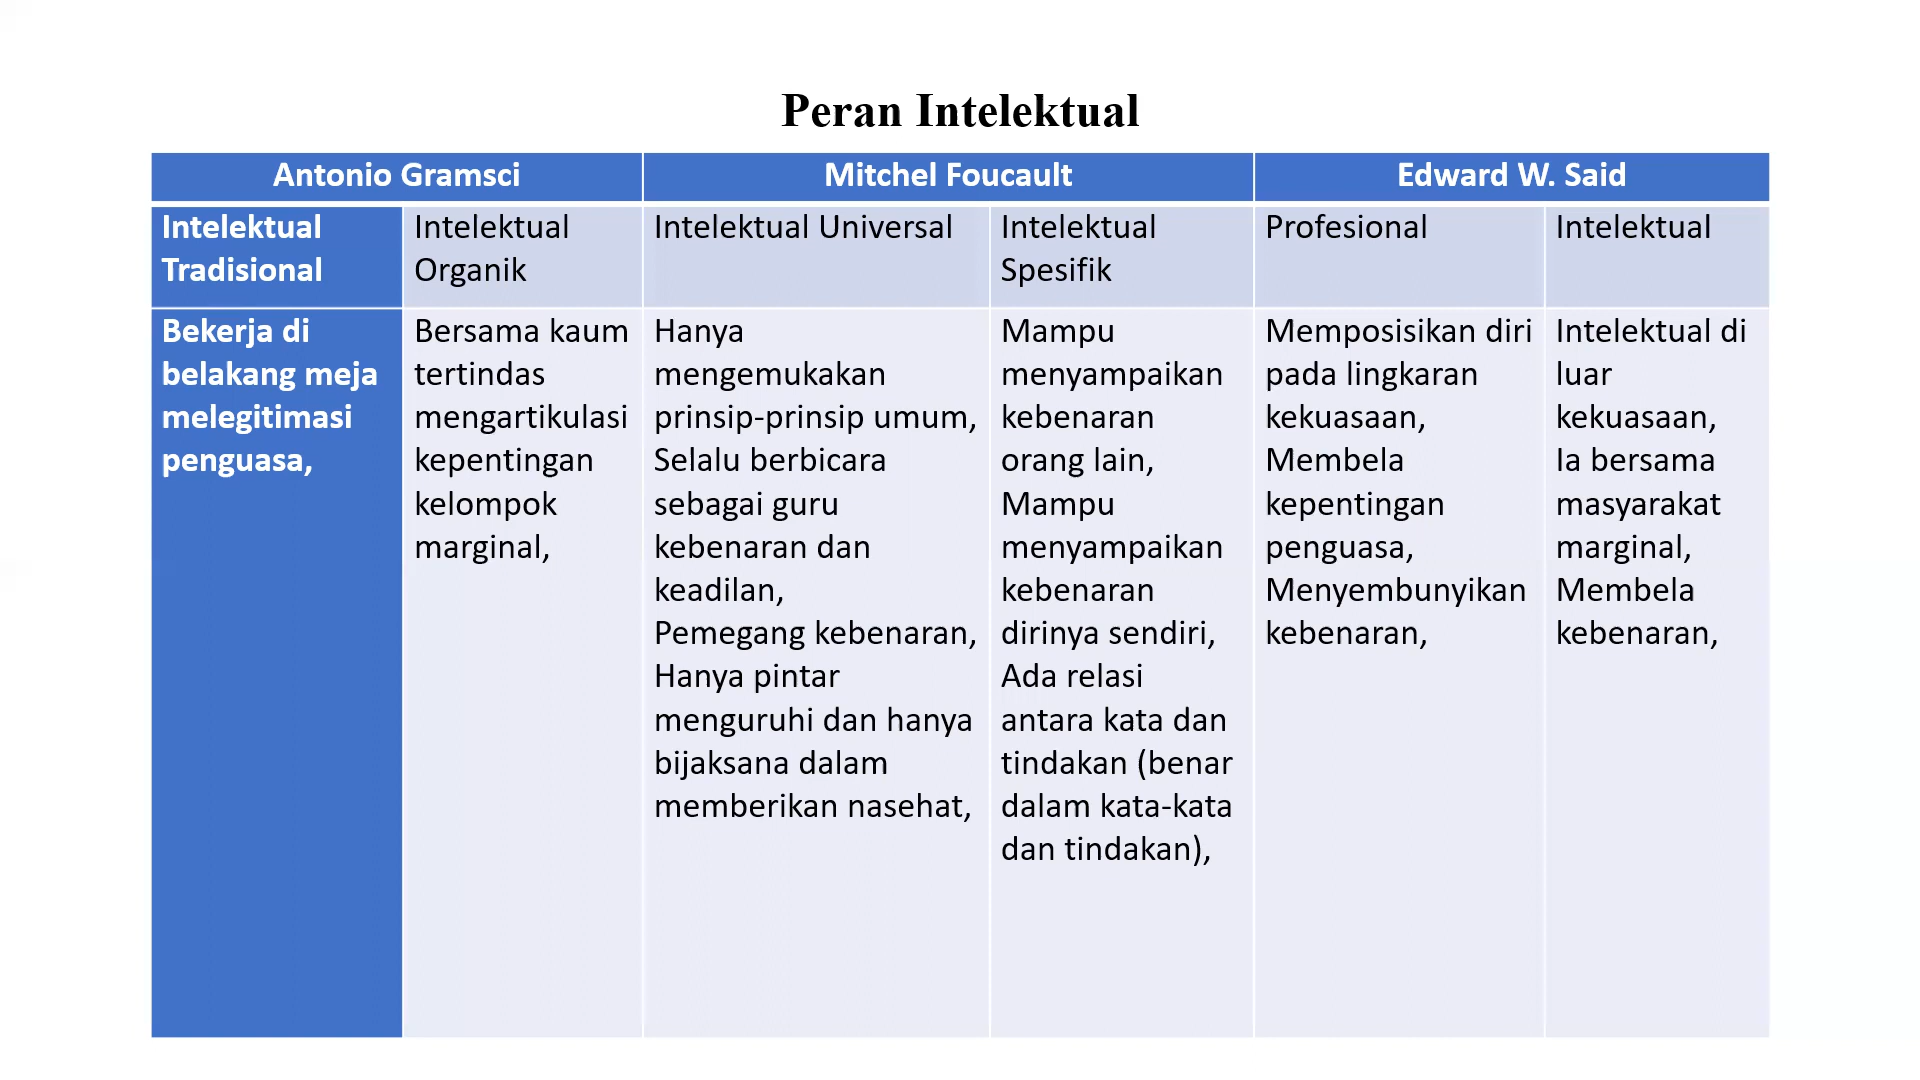 Peran Intelektual
Antonio Gramsci
Mitchel Foucault
Edward W. Said
Intelektual
Tradisional
Intelektual
Organik
Intelektual Universal
Intelektual
Spesifik
Profesional
Intelektual
Bekerja di
belakang meja
melegitimasi
penguasa,
Bersama kaum
tertindas
mengartikulasi
kepentingan
kelompok
marginal,
Hanya
mengemukakan
prinsip-prinsip umum,
Selalu berbicara
sebagai guru
kebenaran dan
keadilan,
Pemegang kebenaran,
Hanya pintar
menguruhi dan hanya
bijaksana dalam
memberikan nasehat,
Mampu
menyampaikan
kebenaran
orang lain,
Mampu
menyampaikan
kebenaran
dirinya sendiri,
Ada relasi
antara kata dan
tindakan (benar
dalam kata-kata
dan tindakan),
Memposisikan diri
pada lingkaran
kekuasaan,
Membela
kepentingan
penguasa,
Menyembunyikan
kebenaran,
Intelektual di
luar
kekuasaan,
Ia bersama
masyarakat
marginal,
Membela
kebenaran,